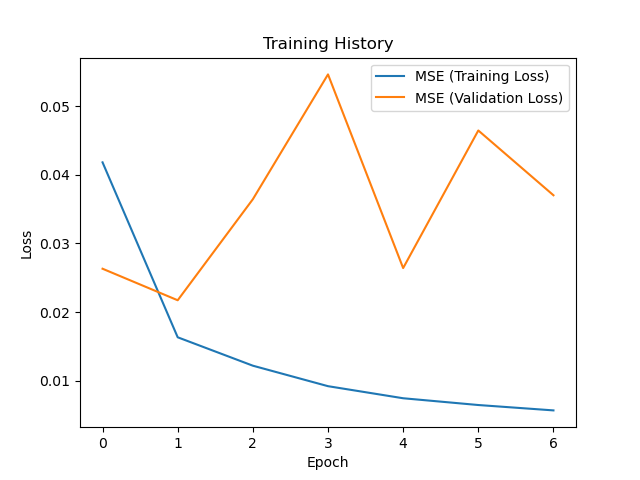 Training History
MSE (Training Loss)
MSE (Validation Loss)
0.05
0.04
0.03
0.02
0.01
Loss
0 1 2 3 4 5 6
Epoch